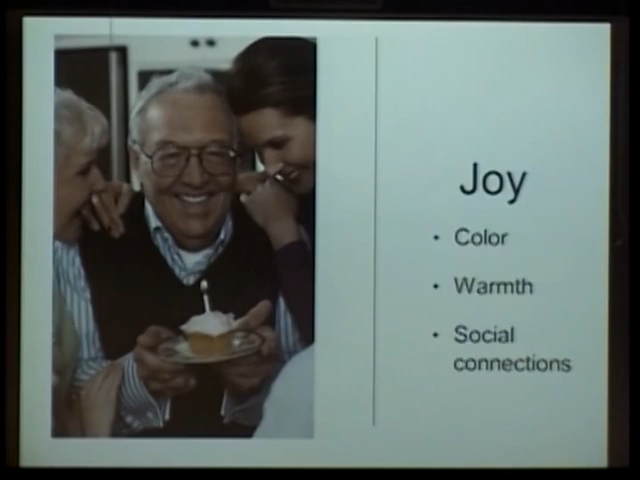 Joy
• Color
• Warmth
• Social
connections